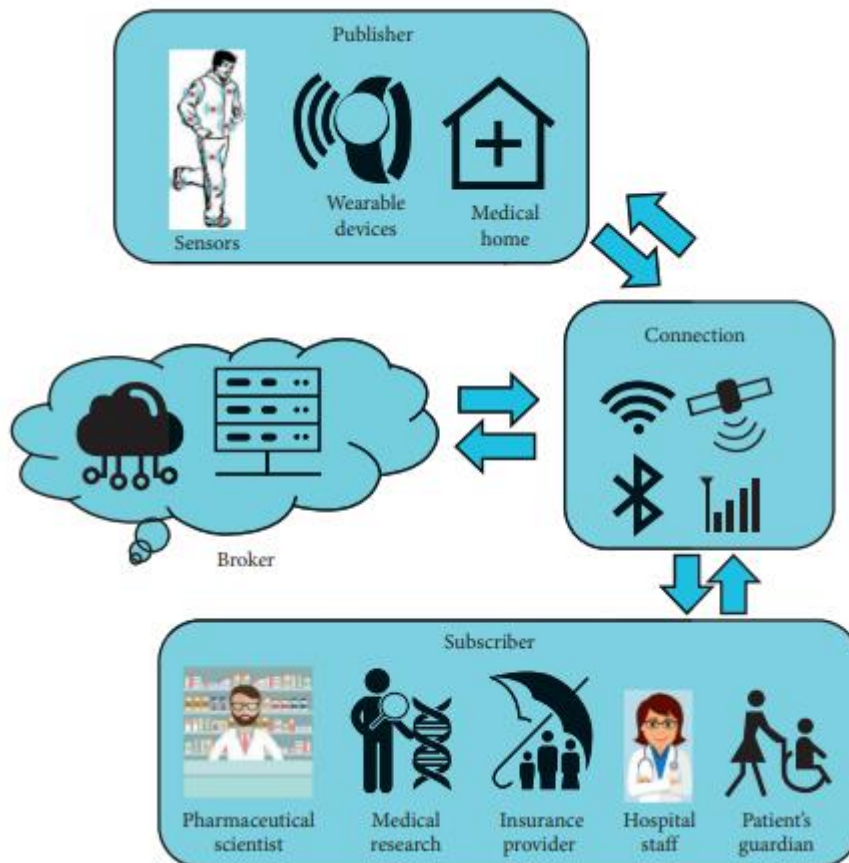 Publisher
Sensors
Wearable
devices
Medical
home
Connection
Broker
Subscriber
Pharmaceutical
scientist
Medical
research
Insurance
provider
Hospital
staff
Patient's
guardian